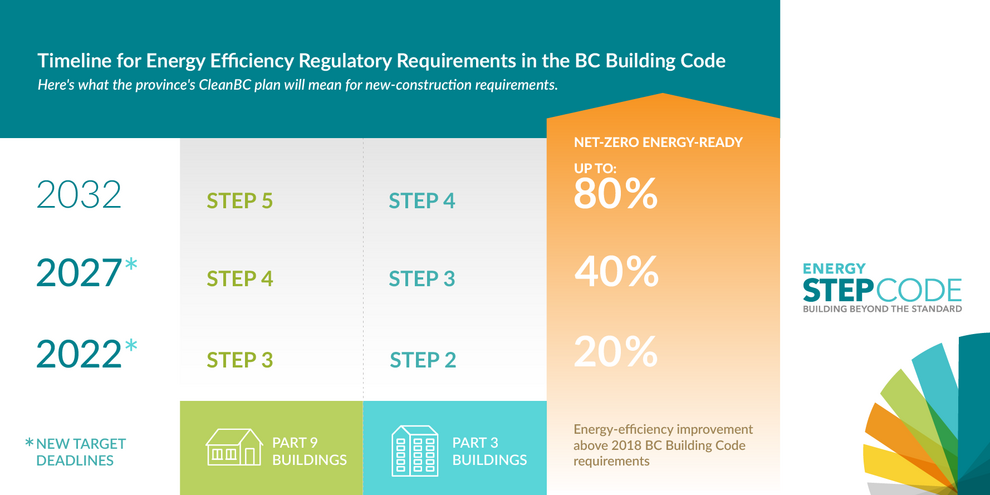 Timeline for Energy Efficiency Regulatory Requirements in the BC Building Code
Here's what the province's CleanBC plan will mean for new-construction requirements.
NET-ZERO ENERGY-READY
UP TO:
2032
STEP 5
STEP 4
80%
2027*
STEP 4
STEP 3
40%
2022*
STEP 3
STEP 2
20%
*NEW TARGET
DEADLINES
PART 9
BUILDINGS
PART 3
BUILDINGS
Energy-efficiency improvement
above 2018 BC Building Code
requirements
ENERGY
STEPCODE
BUILDING BEYOND THE STANDARD